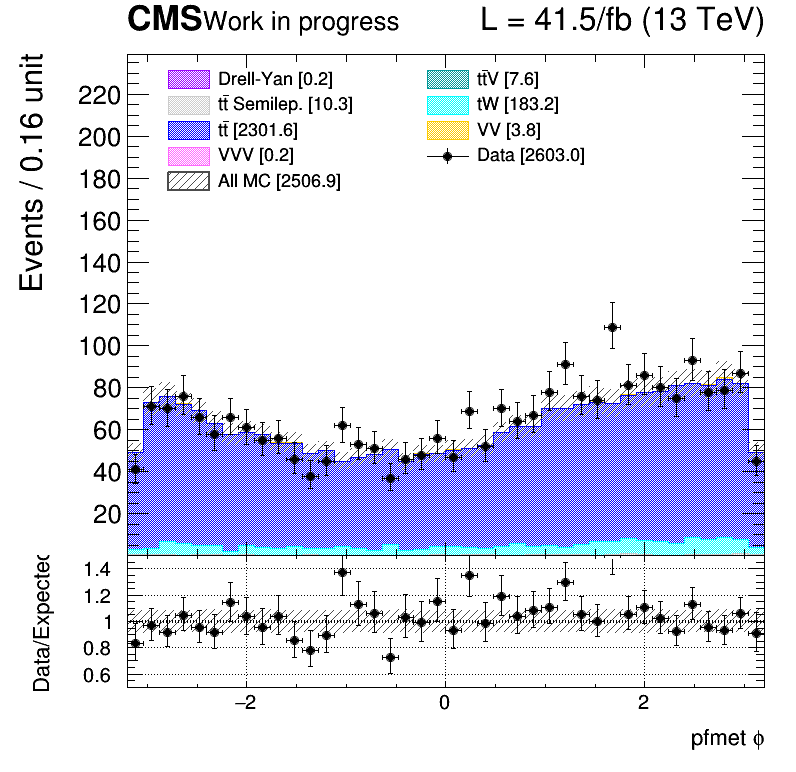 CMS Work in progress L = 41.5/fb (13 TeV)
Events / 0.16 unit
Drell-Yan [0.2]
tt̄ Semilep. [10.3]
tt̄ [2301.6]
VVV [0.2]
All MC [2506.9]
tt̄V [7.6]
tW [183.2]
VV [3.8]
Data [2603.0]
220
200
180
160
140
120
100
80
60
40
20
Data/Expected
1.4
1.2
1
0.8
0.6
−2 0 2
pfmet ϕ